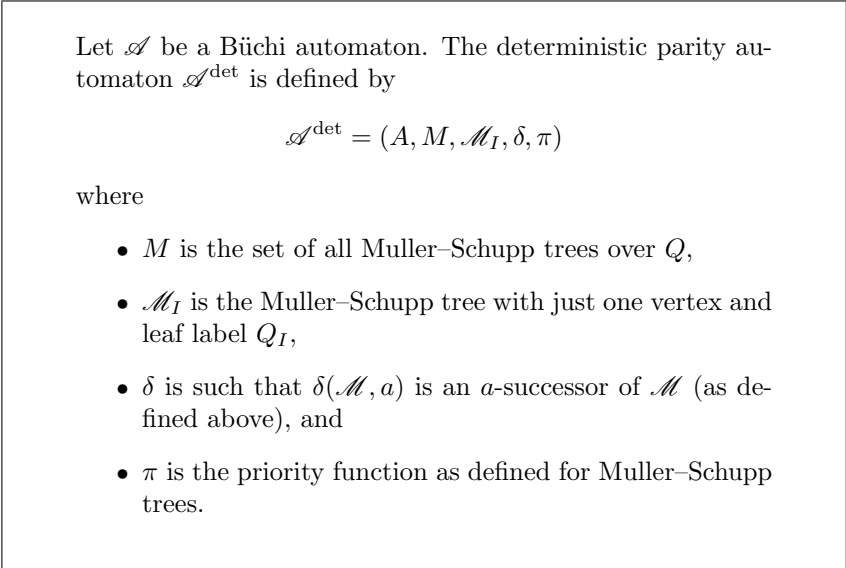 Let 𝒜 be a Büchi automaton. The deterministic parity au-
tomaton 𝒜^det is defined by
𝒜^det = (A, M, ℳ_I, δ, π)
where
• M is the set of all Muller–Schupp trees over Q,
• ℳ_I is the Muller–Schupp tree with just one vertex and
leaf label Q_I,
• δ is such that δ(ℳ, a) is an a-successor of ℳ (as de-
fined above), and
• π is the priority function as defined for Muller–Schupp
trees.